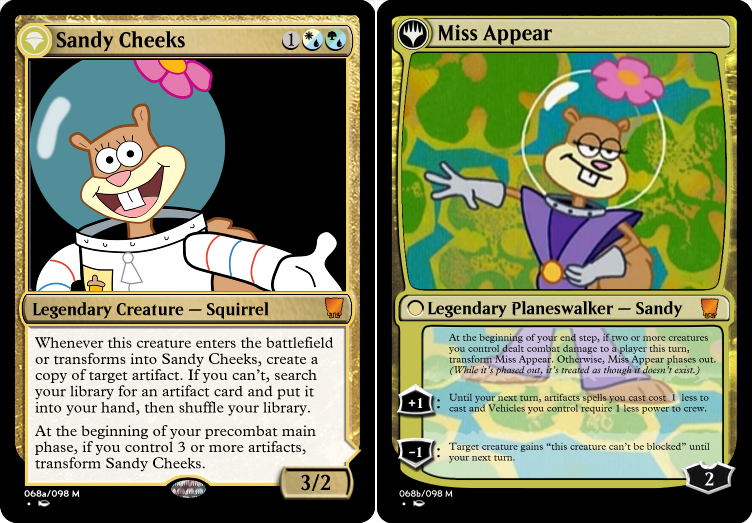 Sandy Cheeks
1
Legendary Creature — Squirrel
Whenever this creature enters the battlefield
or transforms into Sandy Cheeks, create a
copy of target artifact. If you can't, search
your library for an artifact card and put it
into your hand, then shuffle your library.
At the beginning of your precombat main
phase, if you control 3 or more artifacts,
transform Sandy Cheeks.
3/2
068a/098 M
Miss Appear
Legendary Planeswalker — Sandy
At the beginning of your end step, if two or more creatures
you control dealt combat damage to a player this turn,
transform Miss Appear. Otherwise, Miss Appear phases out.
(While it's phased out, it's treated as though it doesn't exist.)
+1: Until your next turn, artifacts spells you cast cost 1 less to
cast and Vehicles you control require 1 less power to crew.
-1: Target creature gains "this creature can't be blocked" until
your next turn.
2
068b/098 M